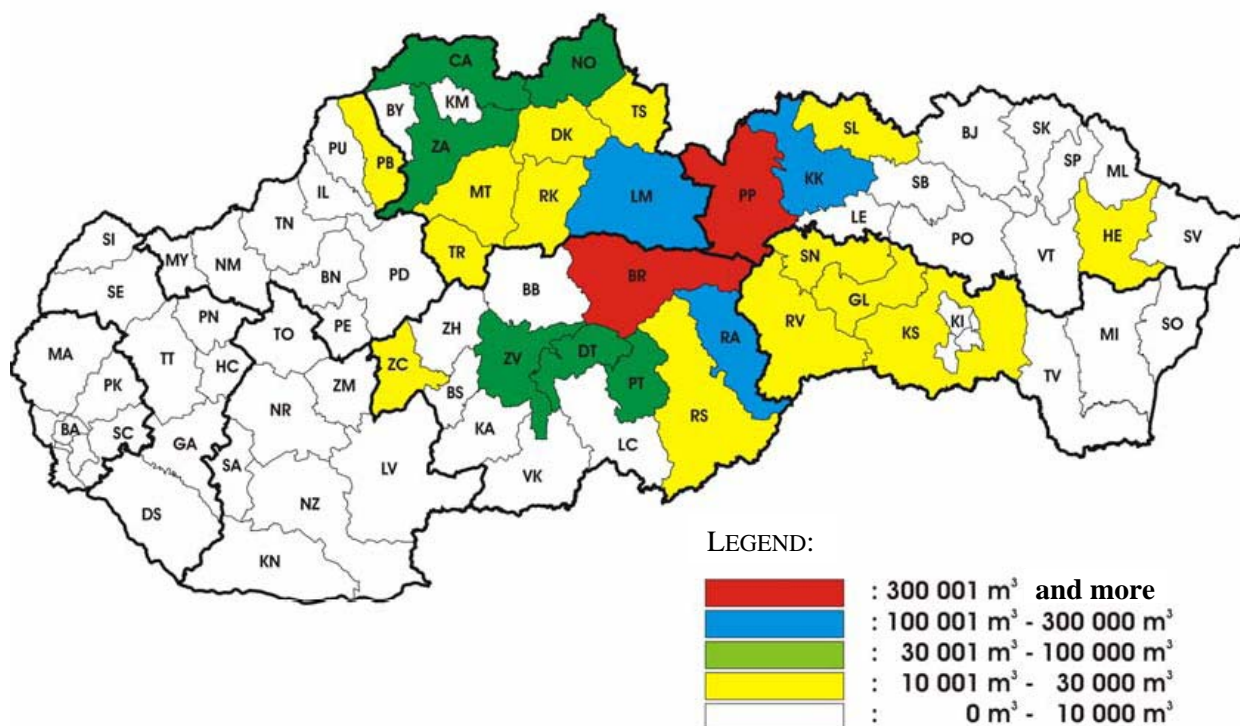 CA
NO
BY
KM
TS
SL
BJ
SK
DK
PU
PB
ZA
SP
ML
IL
MT
RK
LM
PP
KK
SB
LE
HE
SV
SI
MY
NM
TN
BN
PD
TR
BR
SN
PO
VT
SE
BB
GL
PN
PE
ZH
RV
KS
KI
MI
SO
MA
TT
TO
HC
ZC
ZV
DT
RA
TV
PK
ZM
BS
PT
NR
KA
RS
BA
SC
GA
SA
LV
LC
VK
DS
NZ
KN
LEGEND:
: 300 001 m³ and more
: 100 001 m³ - 300 000 m³
: 30 001 m³ - 100 000 m³
: 10 001 m³ - 30 000 m³
: 0 m³ - 10 000 m³